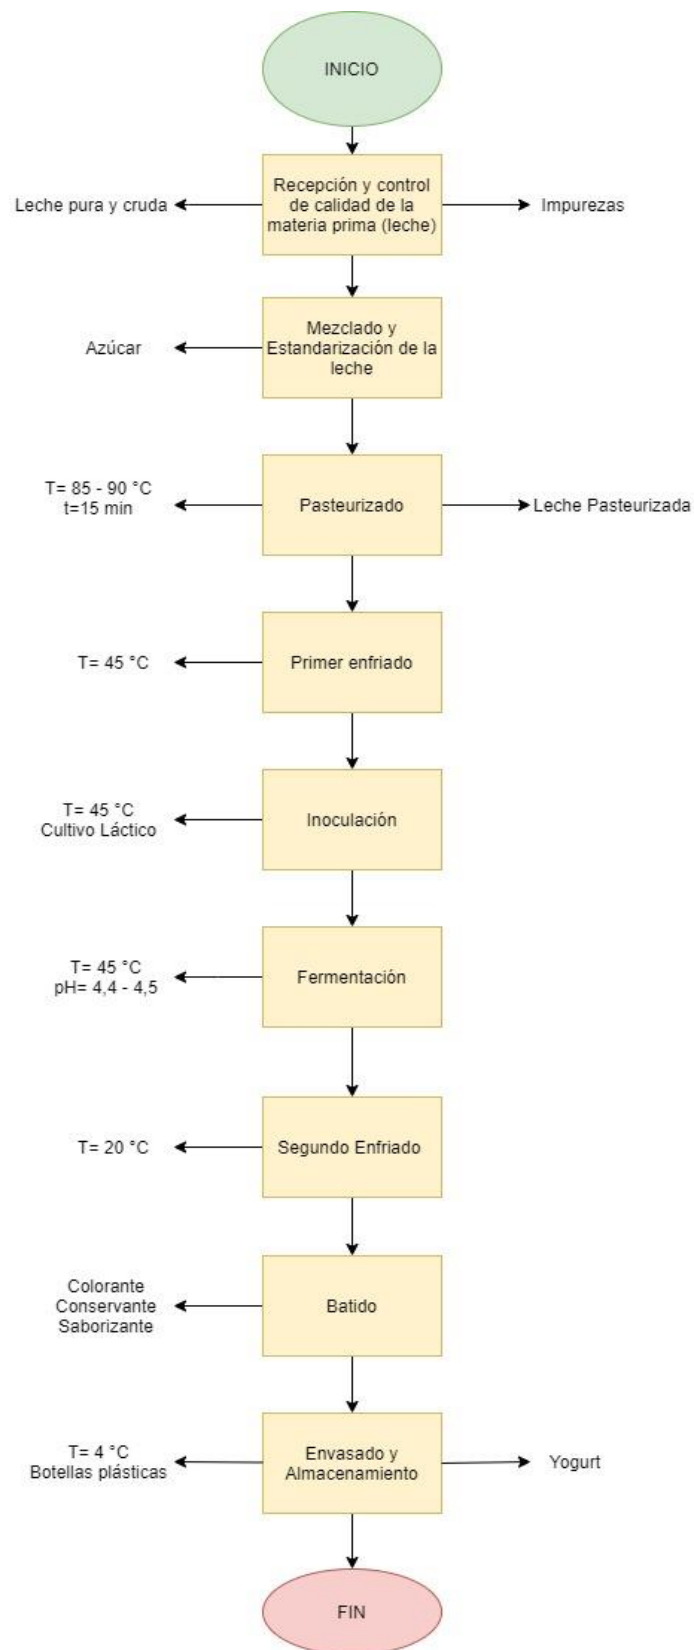 INICIO
Recepción y control
de calidad de la
materia prima (leche)
Leche pura y cruda
Impurezas
Mezclado y
Estandarización de la
leche
Azúcar
Pasteurizado
T= 85 - 90 °C
t=15 min
Leche Pasteurizada
Primer enfriado
T= 45 °C
Inoculación
T= 45 °C
Cultivo Láctico
Fermentación
T= 45 °C
pH= 4,4 - 4,5
Segundo Enfriado
T= 20 °C
Batido
Colorante
Conservante
Saborizante
Envasado y
Almacenamiento
T= 4 °C
Botellas plásticas
Yogurt
FIN